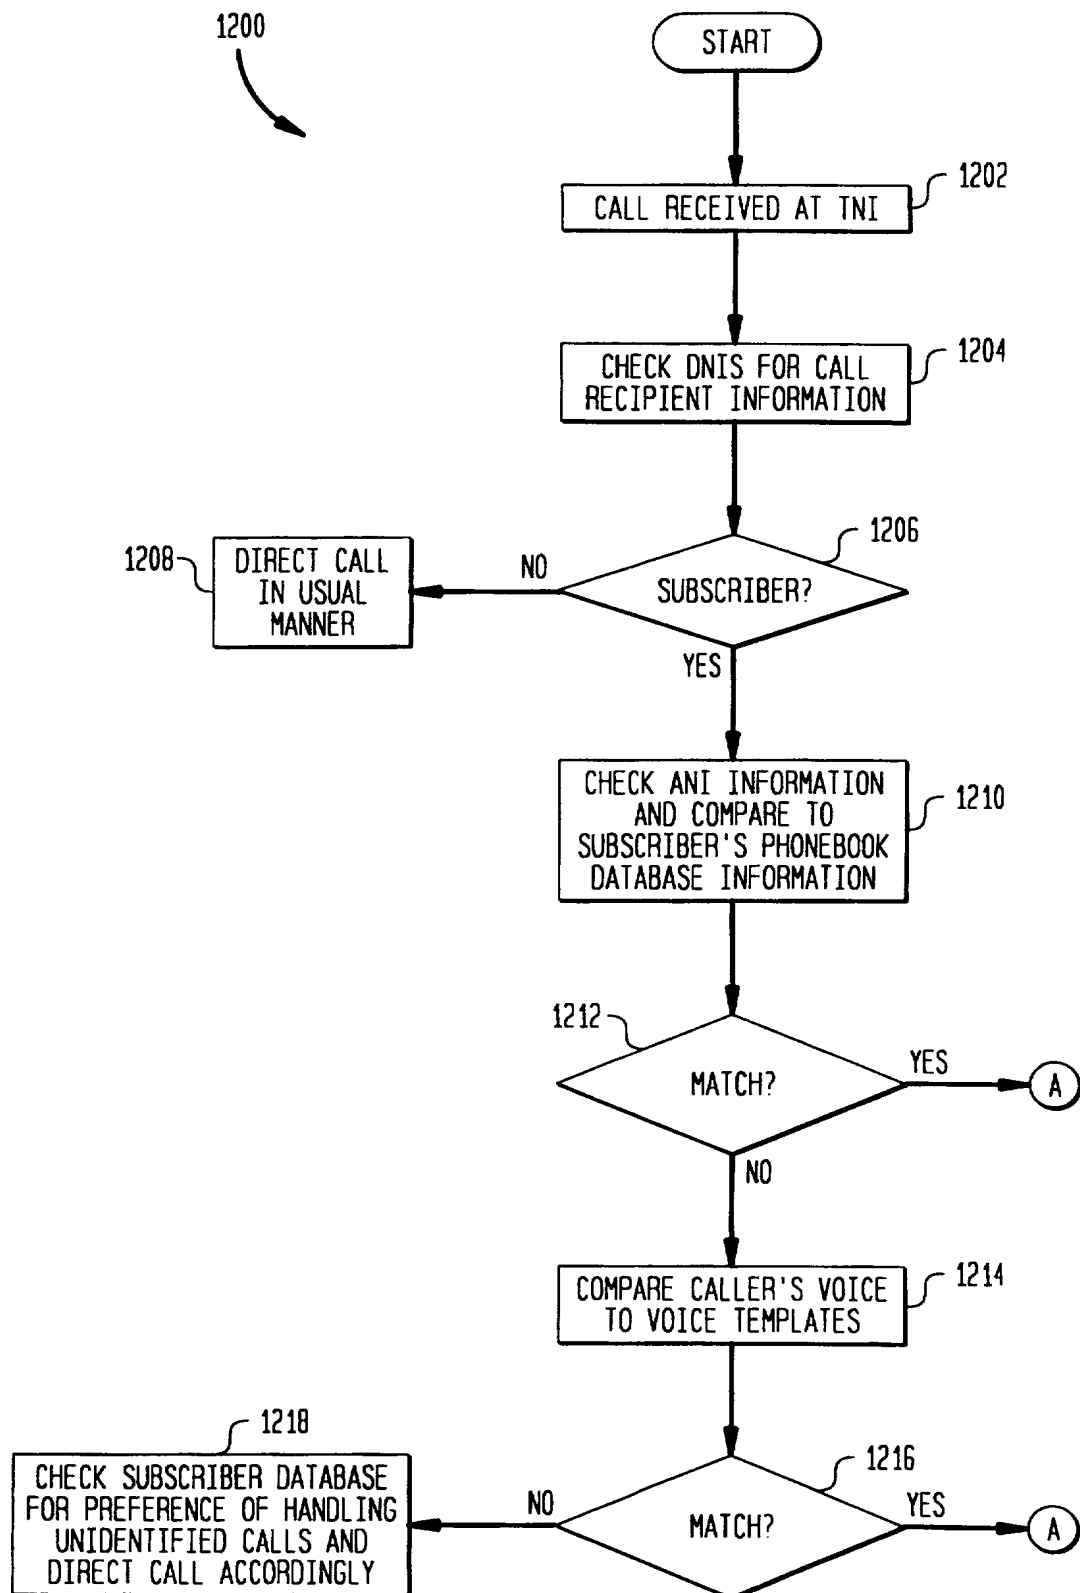 1200
START
CALL RECEIVED AT TNI
1202
CHECK DNIS FOR CALL
RECIPIENT INFORMATION
1204
SUBSCRIBER?
1206
NO
DIRECT CALL
IN USUAL
MANNER
1208
YES
CHECK ANI INFORMATION
AND COMPARE TO
SUBSCRIBER'S PHONEBOOK
DATABASE INFORMATION
1210
1212
MATCH?
YES
A
NO
COMPARE CALLER'S VOICE
TO VOICE TEMPLATES
1214
MATCH?
1216
YES
A
NO
1218
CHECK SUBSCRIBER DATABASE
FOR PREFERENCE OF HANDLING
UNIDENTIFIED CALLS AND
DIRECT CALL ACCORDINGLY